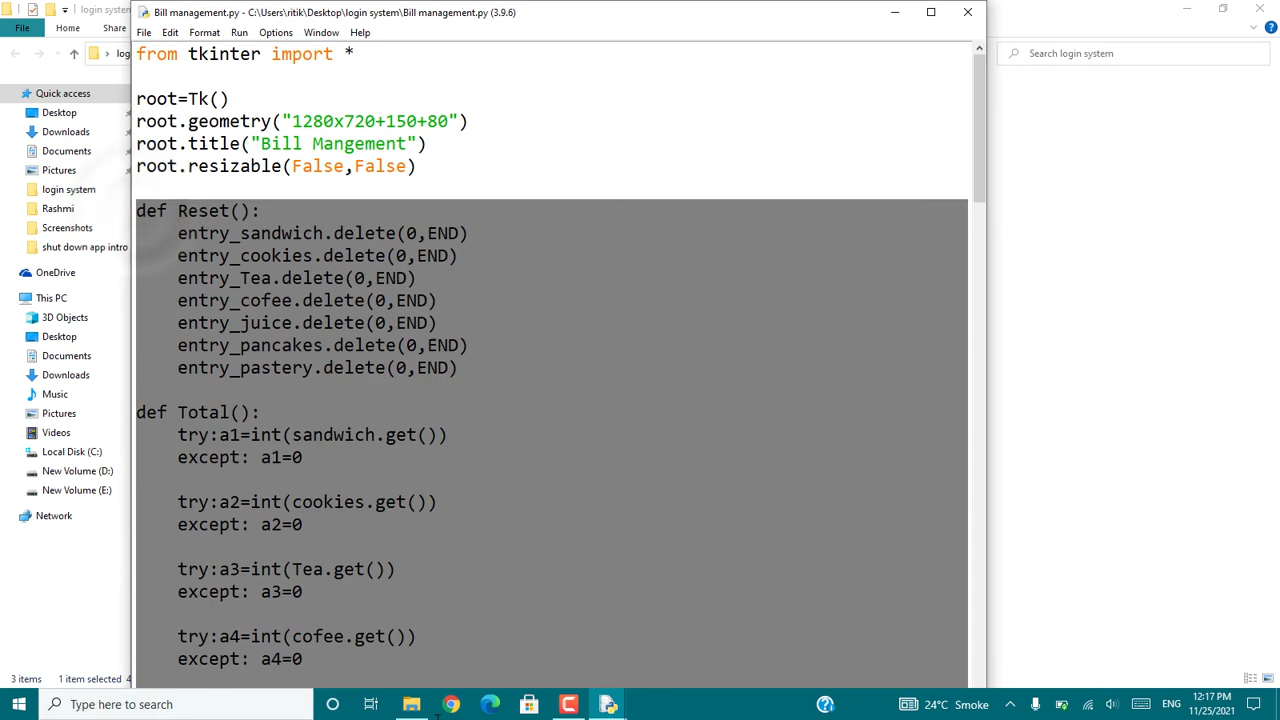 login system
Bill management.py - C:\Users\ritik\Desktop\login system\Bill management.py (3.9.6)
File
Home
Share
File
Edit
Format
Run
Options
Window
Help
log
Search login system
Quick access
Desktop
Downloads
Documents
Pictures
login system
Rashmi
Screenshots
shut down app intro
OneDrive
This PC
3D Objects
Desktop
Documents
Downloads
Music
Pictures
Videos
Local Disk (C:)
New Volume (D:)
New Volume (E:)
Network
from tkinter import *
root=Tk()
root.geometry("1280x720+150+80")
root.title("Bill Mangement")
root.resizable(False,False)
def Reset():
entry_sandwich.delete(0,END)
entry_cookies.delete(0,END)
entry_Tea.delete(0,END)
entry_cofee.delete(0,END)
entry_juice.delete(0,END)
entry_pancakes.delete(0,END)
entry_pastery.delete(0,END)
def Total():
try:a1=int(sandwich.get())
except: a1=0
try:a2=int(cookies.get())
except: a2=0
try:a3=int(Tea.get())
except: a3=0
try:a4=int(cofee.get())
except: a4=0
3 items
1 item selected
4
Type here to search
24°C Smoke
12:17 PM
11/25/2021